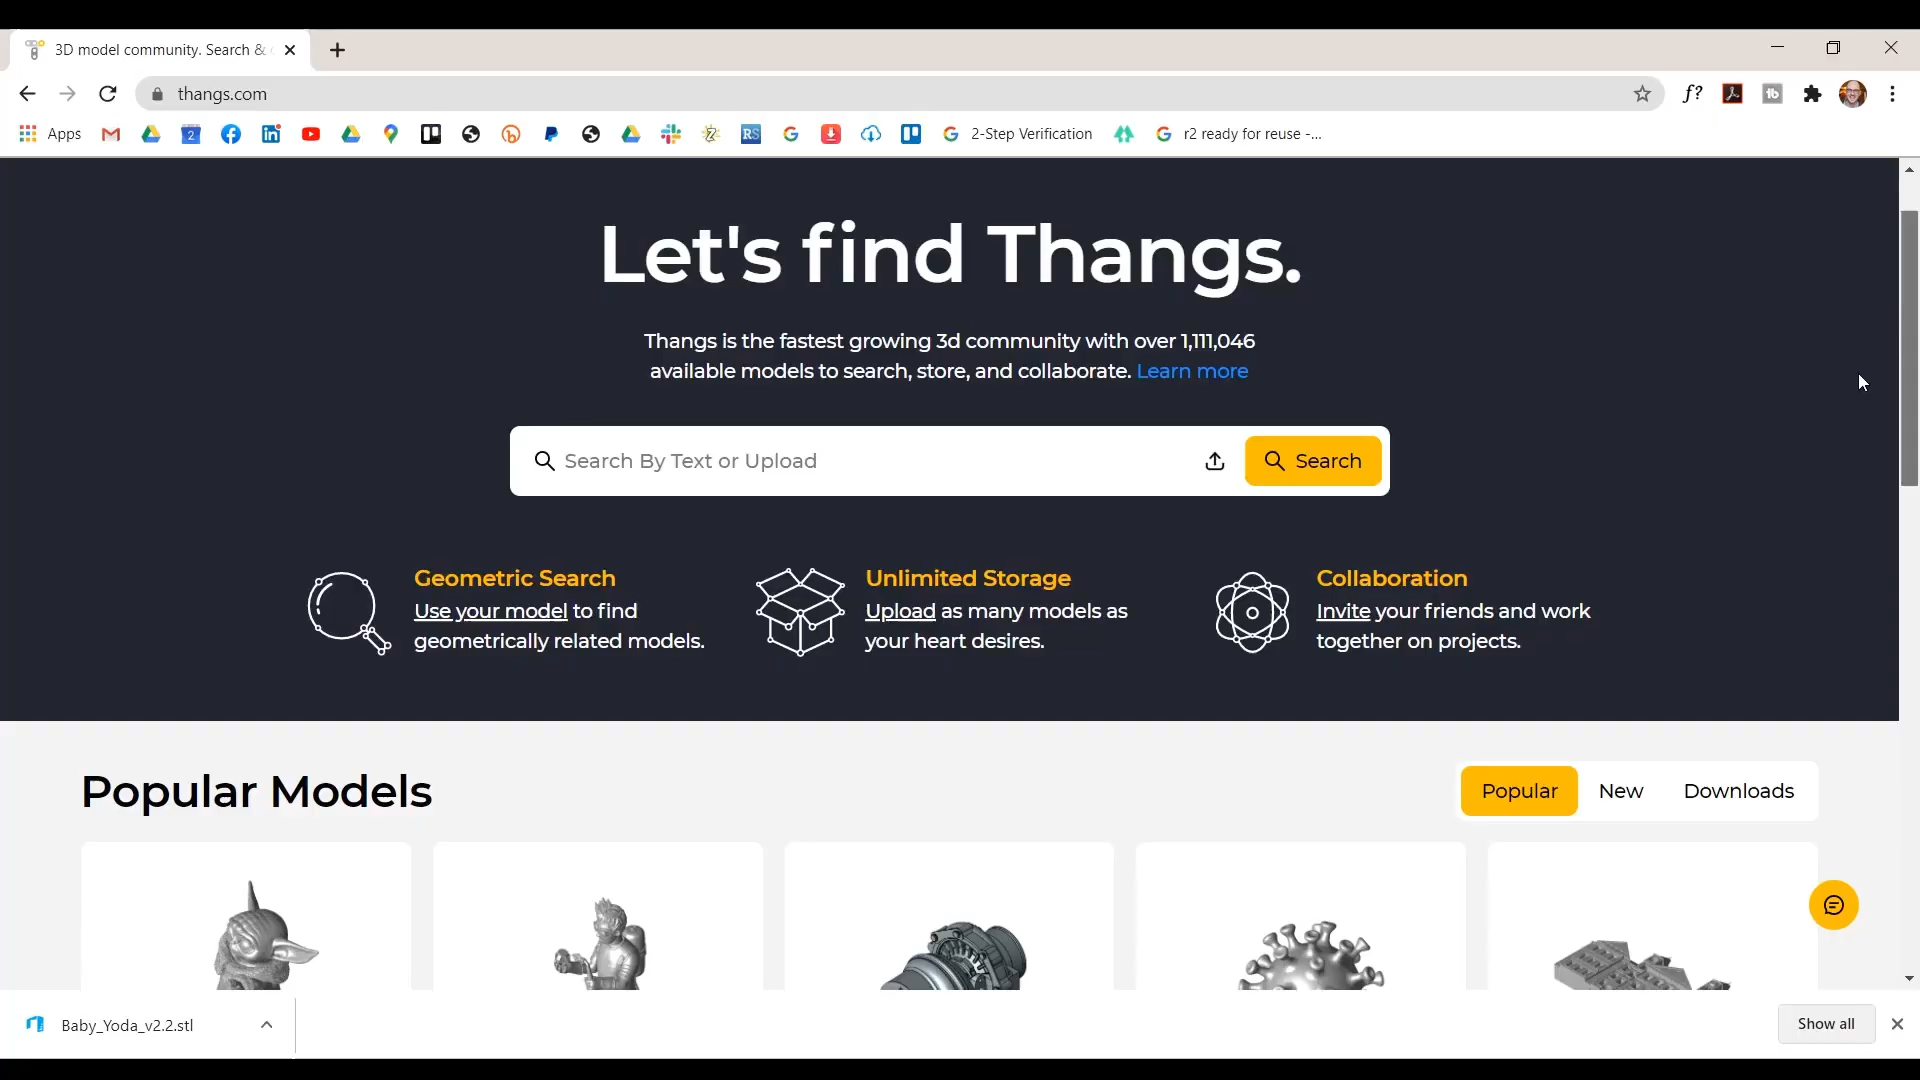 3D model community. Search &
thangs.com
Apps
2
RS
tb
2-Step Verification
r2 ready for reuse -...
f?
Let's find Thangs.
Thangs is the fastest growing 3d community with over 1,111,046
available models to search, store, and collaborate. Learn more
Search By Text or Upload
Search
Geometric Search
Use your model to find
geometrically related models.
Unlimited Storage
Upload as many models as
your heart desires.
Collaboration
Invite your friends and work
together on projects.
Popular Models
Popular
New
Downloads
Baby_Yoda_v2.2.stl
Show all